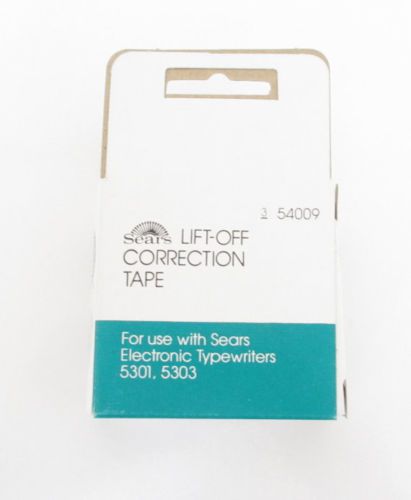 3 54009
Sears LIFT-OFF
CORRECTION
TAPE
For use with Sears
Electronic Typewriters
5301, 5303